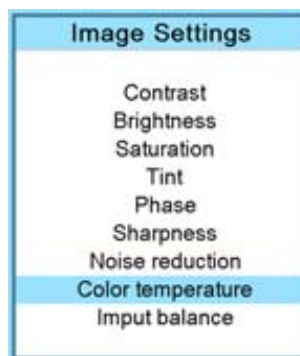 Image Settings
Contrast
Brightness
Saturation
Tint
Phase
Sharpness
Noise reduction
Color temperature
Imput balance